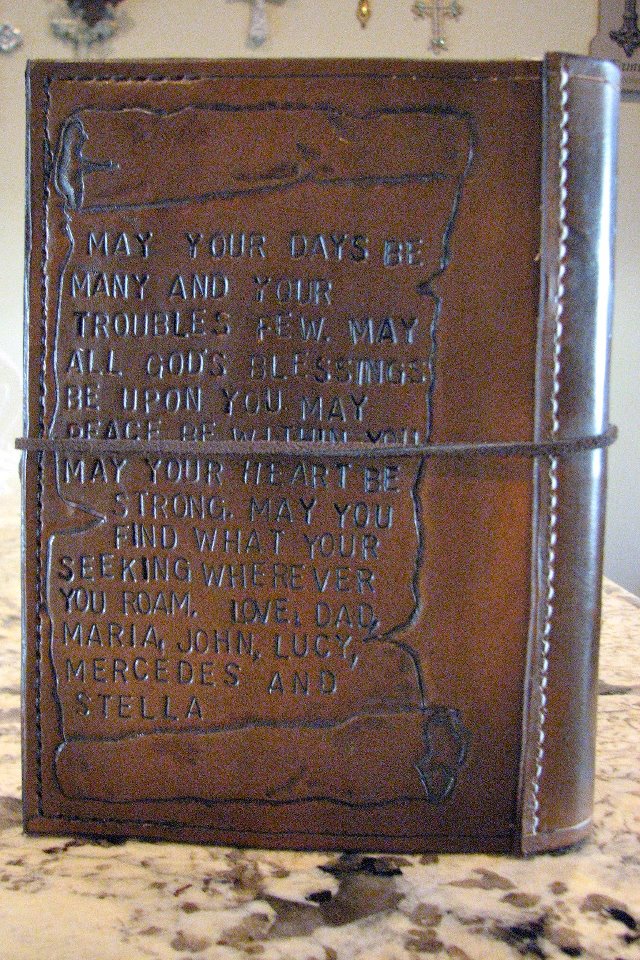 MAY YOUR DAYS BE
MANY AND YOUR
TROUBLES FEW. MAY
ALL GOD'S BLESSINGS
BE UPON YOU MAY
PEACE BE WITHIN YOU
MAY YOUR HEART BE
STRONG. MAY YOU
FIND WHAT YOUR
SEEKING WHEREVER
YOU ROAM. LOVE, DAD,
MARIA, JOHN, LUCY,
MERCEDES AND
STELLA